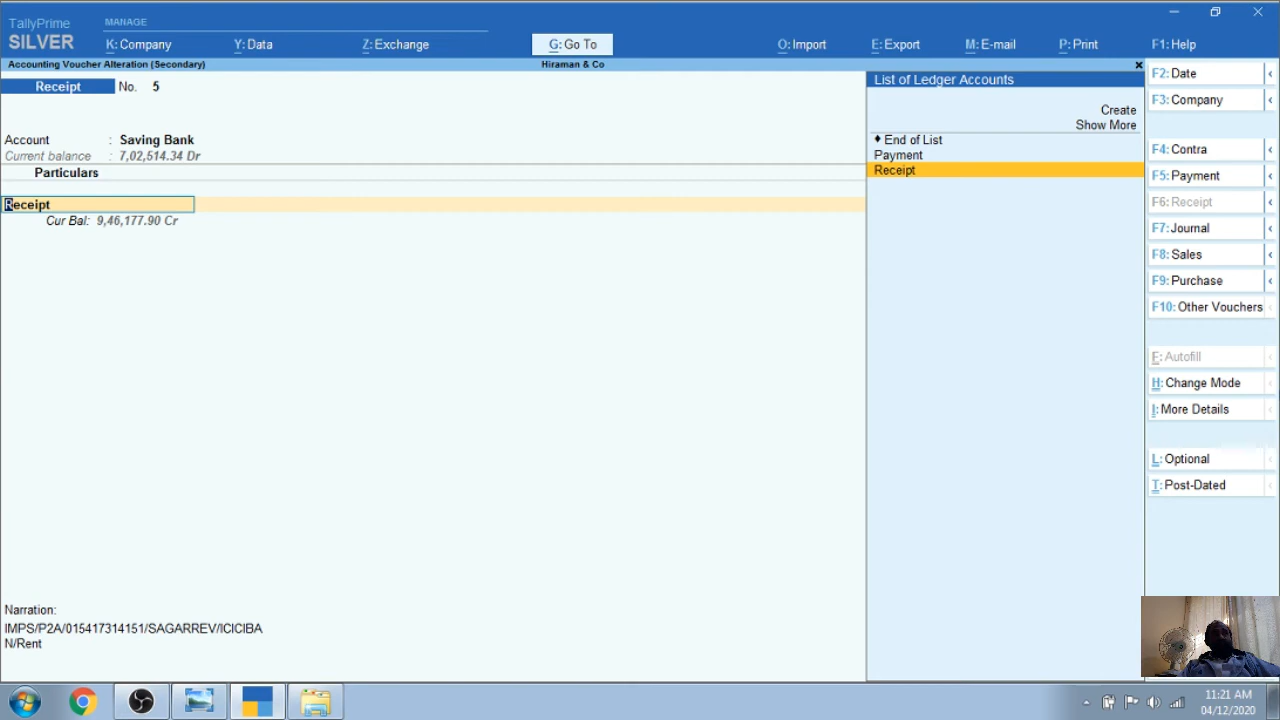 TallyPrime
SILVER
MANAGE
K: Company
Y: Data
Z: Exchange
G: Go To
O: Import
E: Export
M: E-mail
P: Print
F1: Help
Accounting Voucher Alteration (Secondary)
Hiraman & Co
Receipt No. 5
Account : Saving Bank
Current balance : 7,02,514.34 Dr
Particulars
Receipt
Cur Bal: 9,46,177.90 Cr
Narration:
IMPS/P2A/015417314151/SAGARREV/ICICIBA
N/Rent
List of Ledger Accounts
Create
Show More
♦ End of List
Payment
Receipt
F2: Date
F3: Company
F4: Contra
F5: Payment
F6: Receipt
F7: Journal
F8: Sales
F9: Purchase
F10: Other Vouchers
F: Autofill
H: Change Mode
I: More Details
L: Optional
T: Post-Dated
11:21 AM
04/12/2020